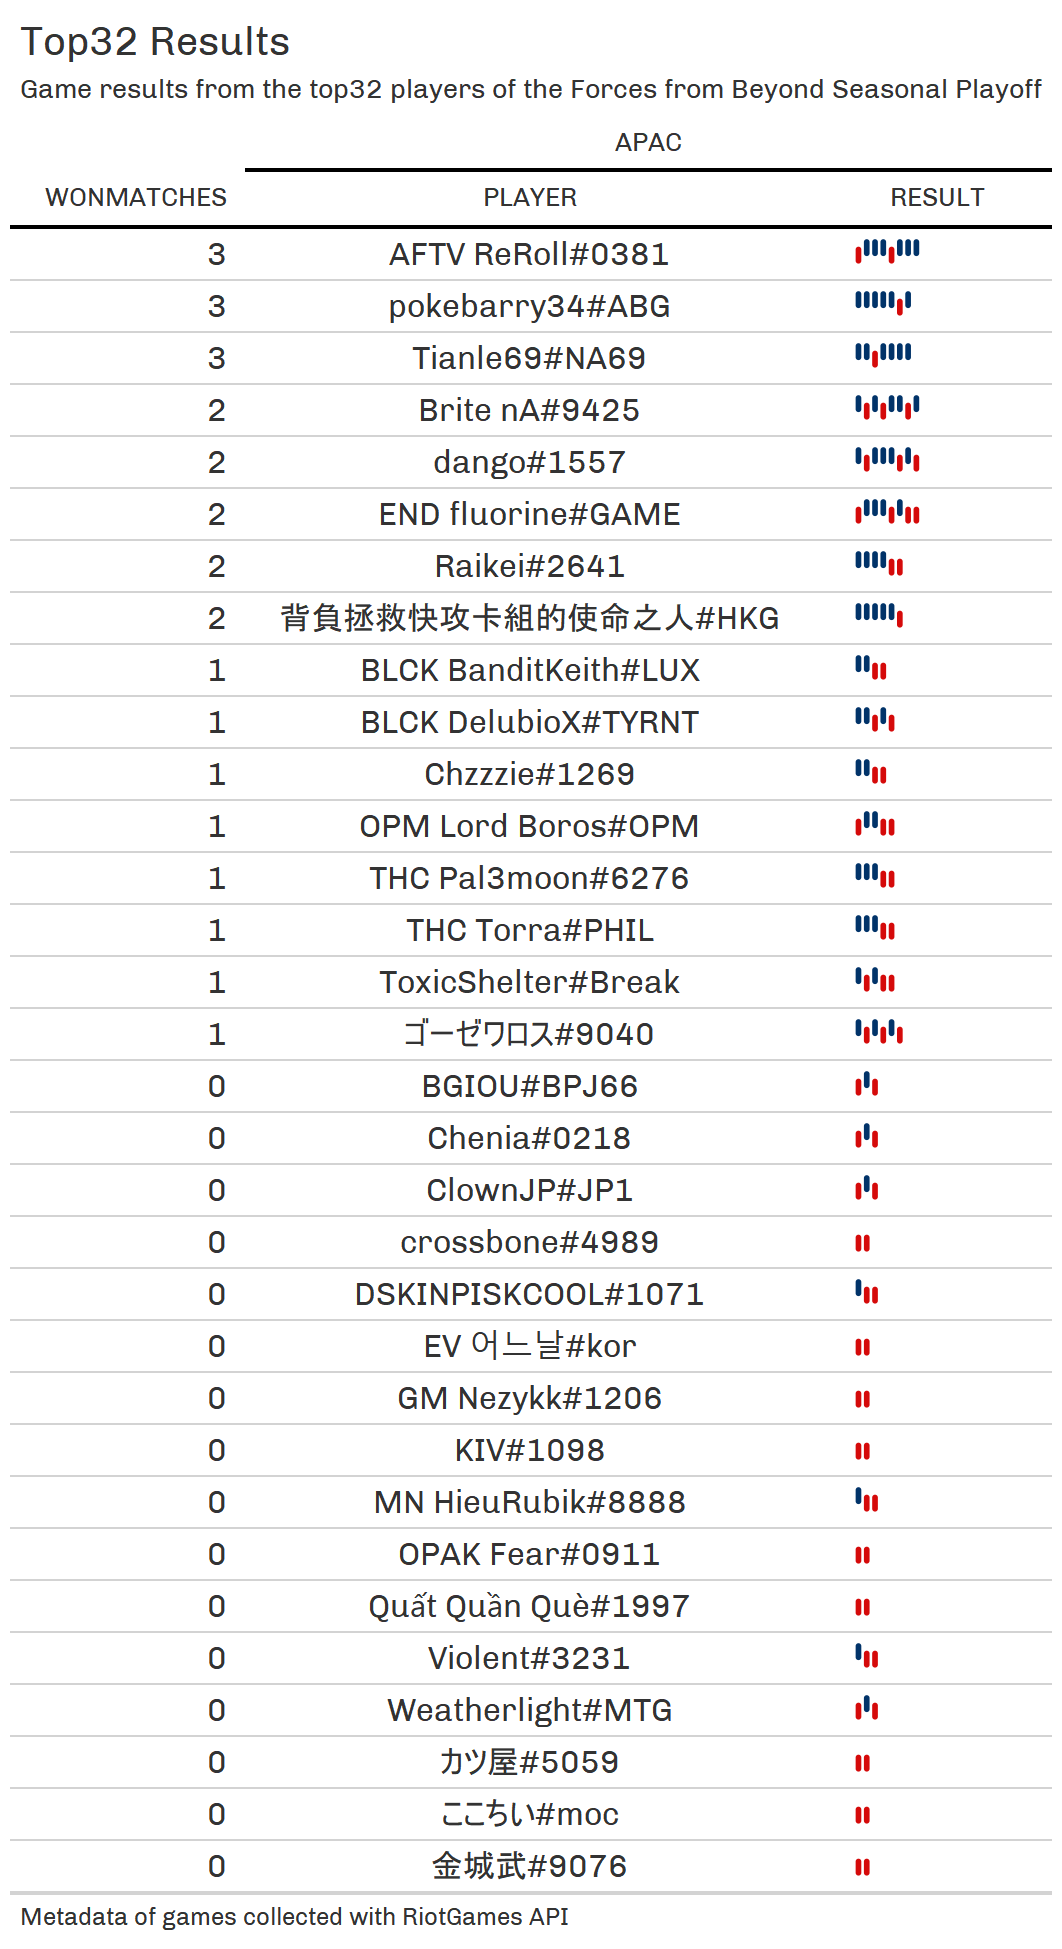 Top32 Results
Game results from the top32 players of the Forces from Beyond Seasonal Playoff
APAC
WONMATCHES PLAYER RESULT
3 AFTV ReRoll#0381
3 pokebarry34#ABG
3 Tianle69#NA69
2 Brite nA#9425
2 dango#1557
2 END fluorine#GAME
2 Raikei#2641
2 背負拯救快攻卡組的使命之人#HKG
1 BLCK BanditKeith#LUX
1 BLCK DelubioX#TYRNT
1 Chzzzie#1269
1 OPM Lord Boros#OPM
1 THC Pal3moon#6276
1 THC Torra#PHIL
1 ToxicShelter#Break
1 ゴーゼワロス#9040
0 BGIOU#BPJ66
0 Chenia#0218
0 ClownJP#JP1
0 crossbone#4989
0 DSKINPISKCOOL#1071
0 EV 어느날#kor
0 GM Nezykk#1206
0 KIV#1098
0 MN HieuRubik#8888
0 OPAK Fear#0911
0 Quất Quần Què#1997
0 Violent#3231
0 Weatherlight#MTG
0 カツ屋#5059
0 ここちい#moc
0 金城武#9076
Metadata of games collected with RiotGames API